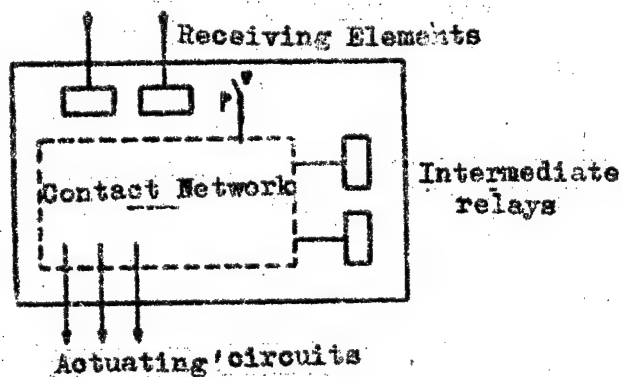 Receiving Elements
P
Contact Network
Intermediate
relays
Actuating circuits